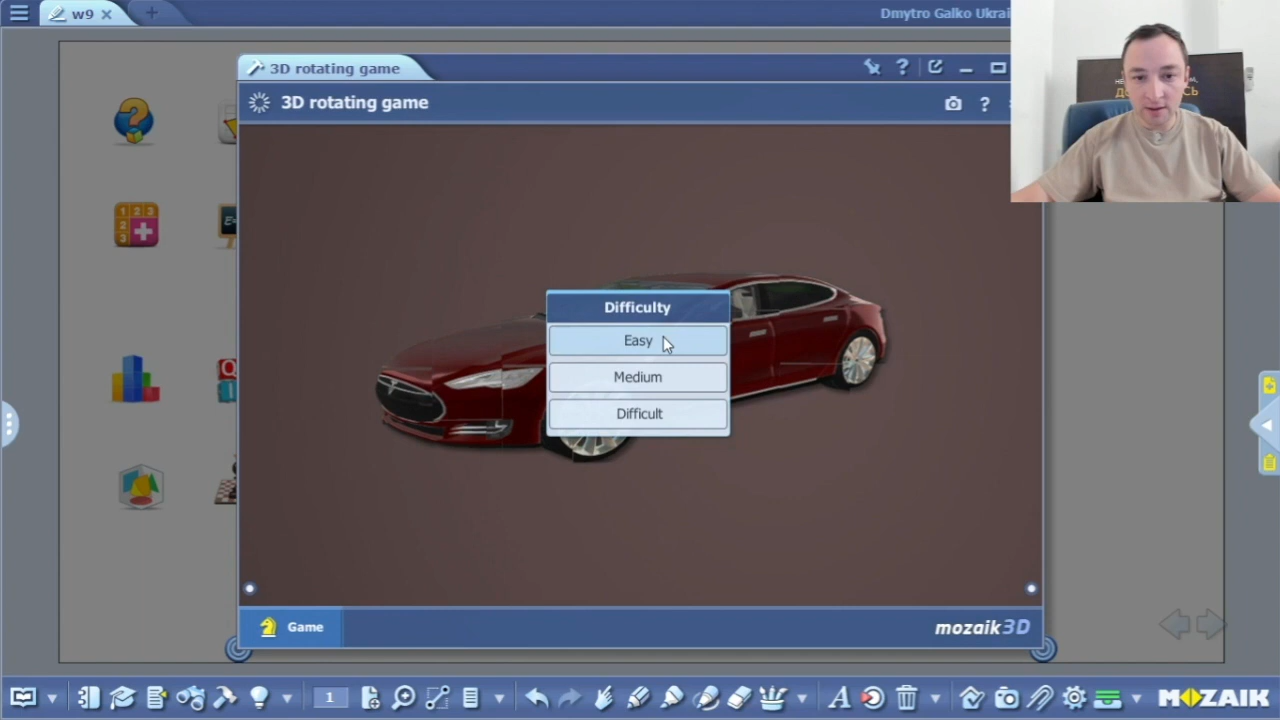 w9
Dmytro Galko Ukrai
3D rotating game
3D rotating game
Difficulty
Easy
Medium
Difficult
Game
mozaik3D
1
MOZAIK